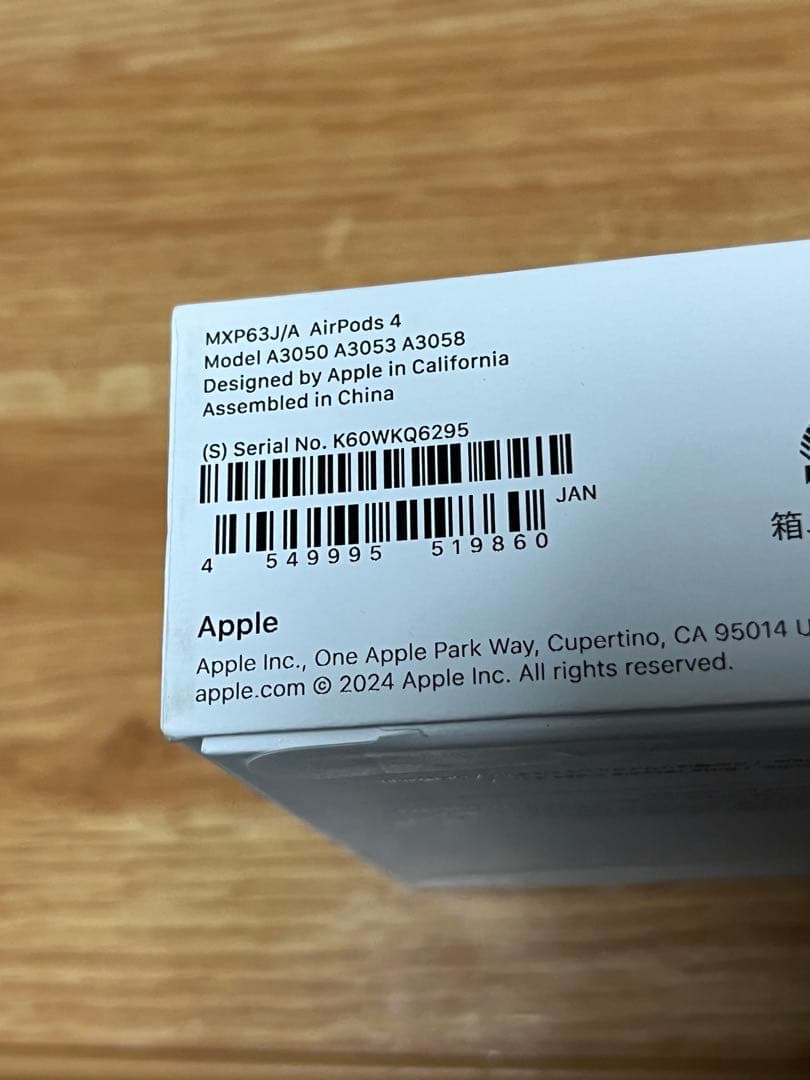 MXP63J/A AirPods 4
Model A3050 A3053 A3058
Designed by Apple in California
Assembled in China
(S) Serial No. K60WKQ6295
JAN
4 549995 519860
箱
Apple
Apple Inc., One Apple Park Way, Cupertino, CA 95014
apple.com © 2024 Apple Inc. All rights reserved.